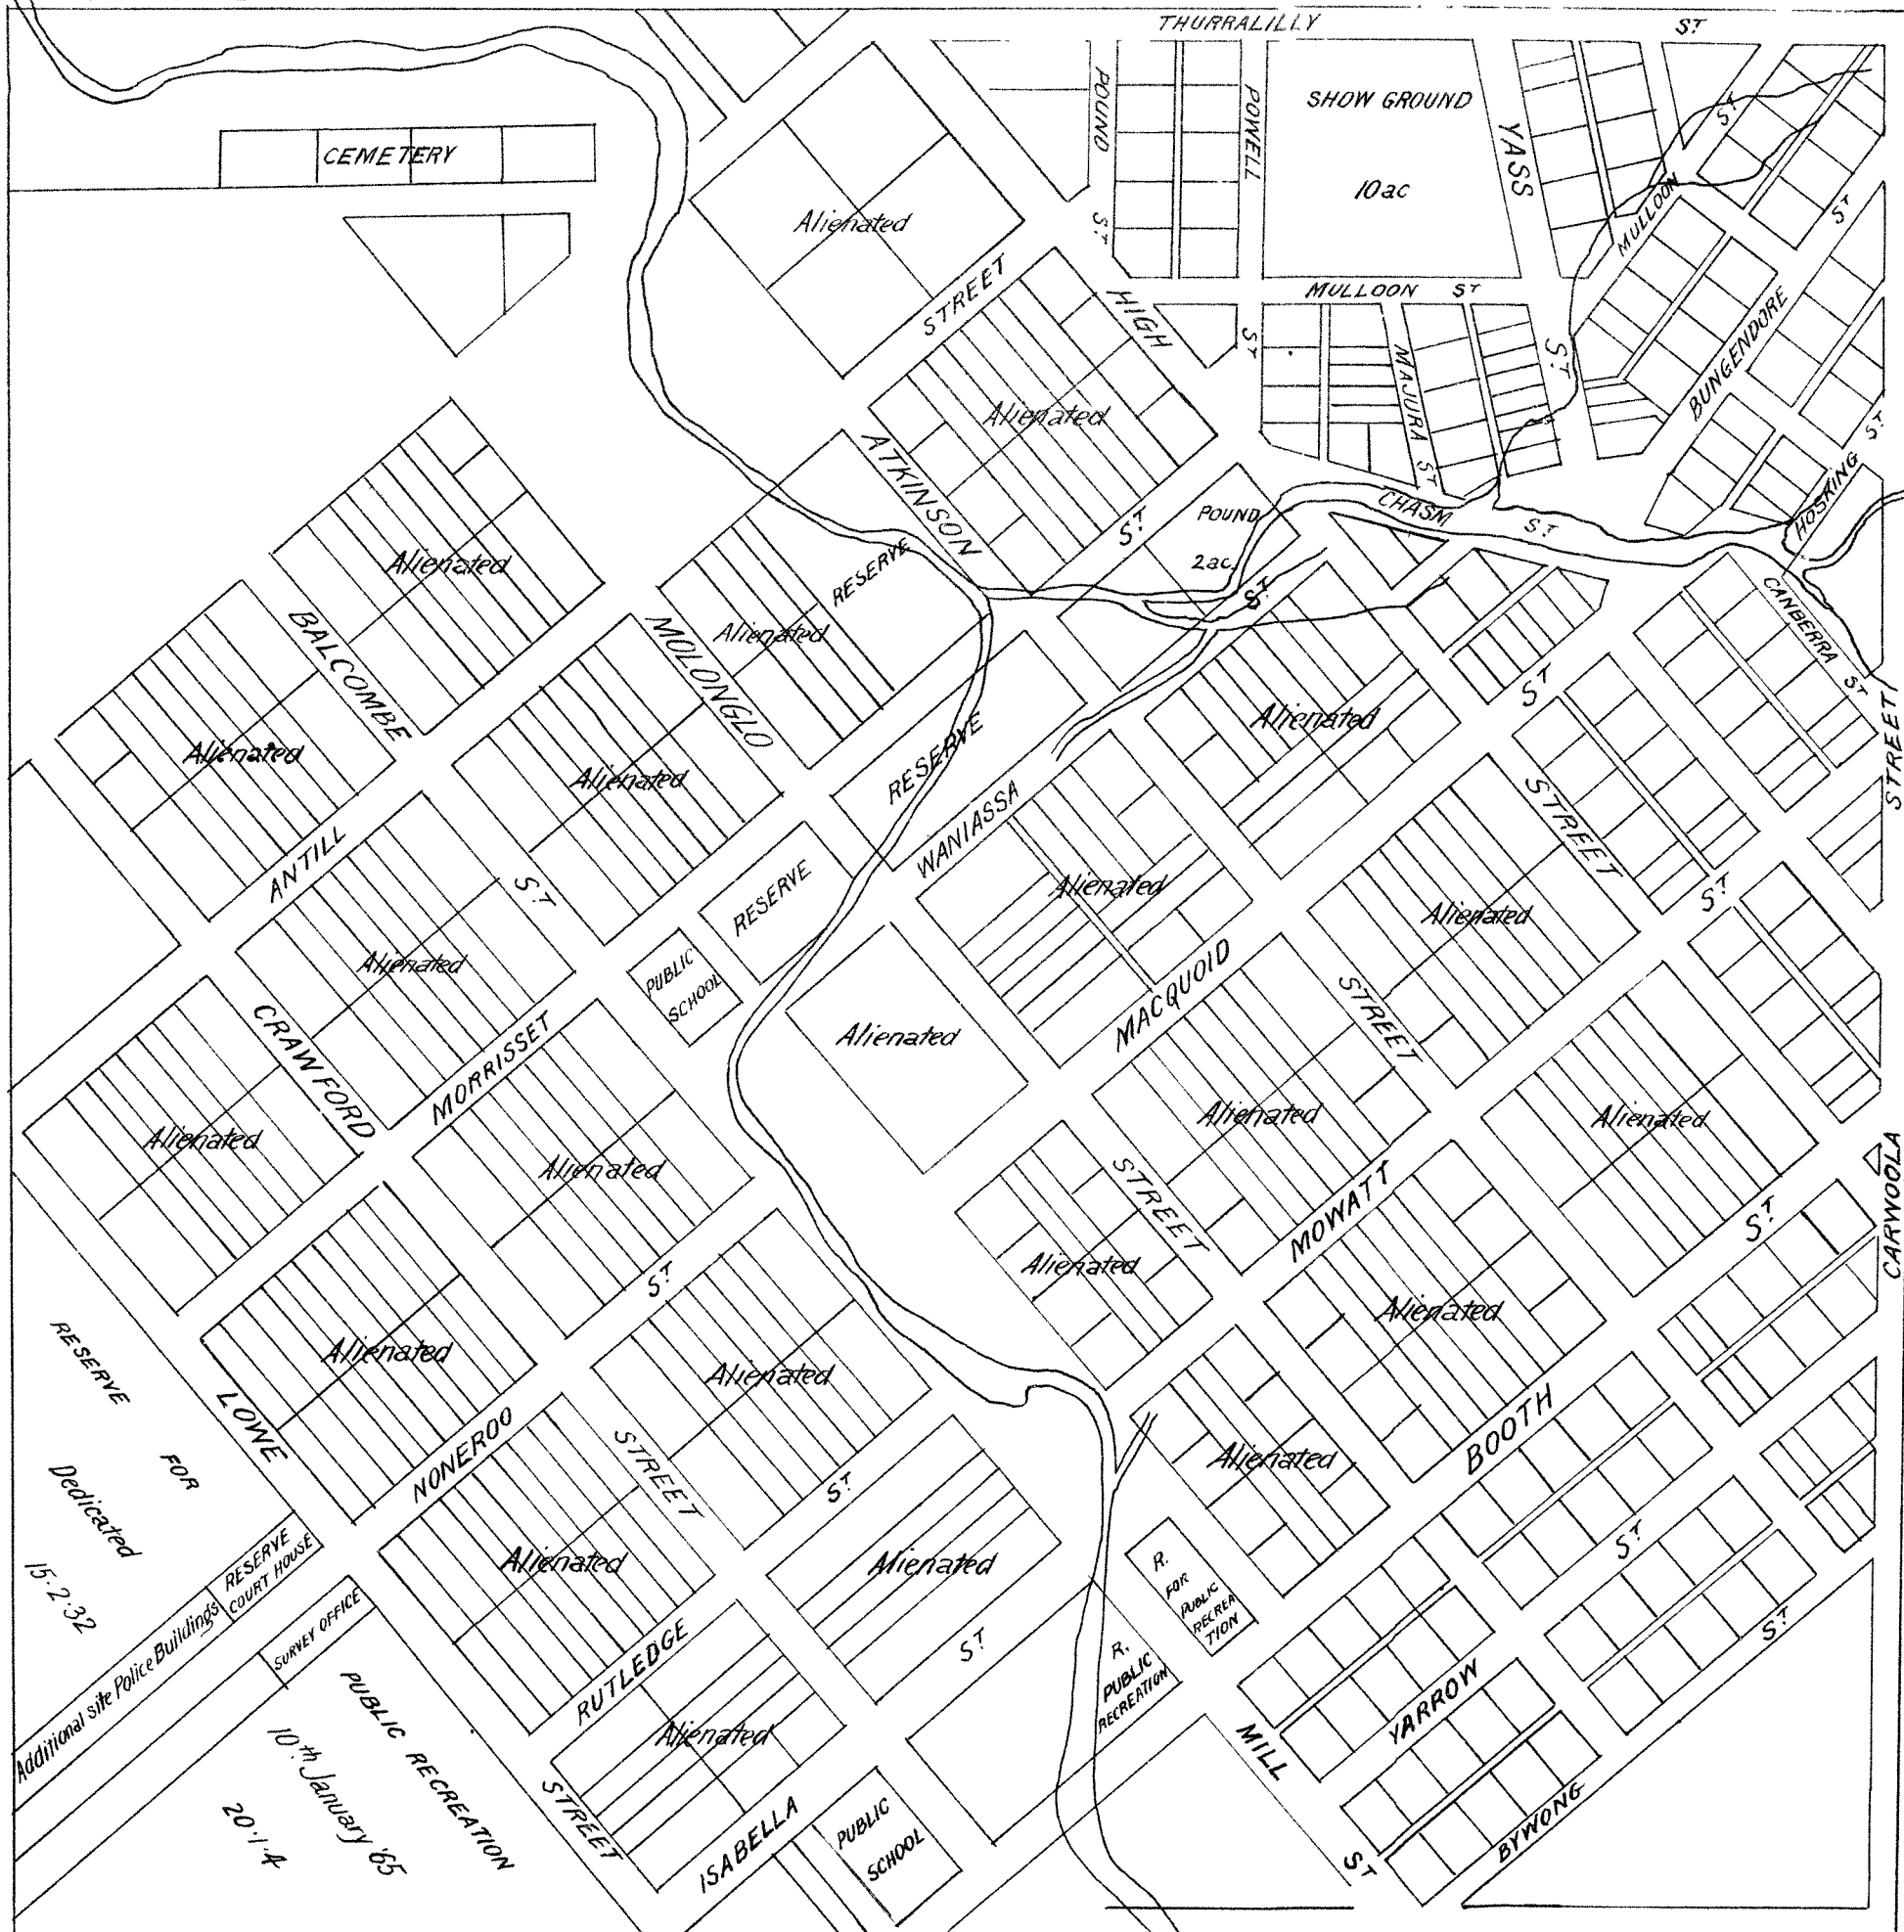 THURRALILLY ST
CEMETERY
POUND ST
POWELL ST
SHOW GROUND
10ac
YASS ST
ST
MULLOON
ST
Alienated
STREET
HIGH
MULLOON ST
MAJURA ST
BUNGENDORE
HOSKING ST
Alienated
ATKINSON
ST
POUND
2ac.
CHASM ST
ST
CANBERRA ST
STREET
Alienated
BALCOMBE
MOLONGLO
Alienated
RESERVE
Alienated
ANTILL
Alienated
ST
RESERVE
WANIASSA
Alienated
ST
STREET
RESERVE
Alienated
Alienated
ST
Alienated
PUBLIC
SCHOOL
Alienated
MACQUOID
STREET
CRAWFORD
MORRISSET
Alienated
Alienated
Alienated
Alienated
STREET
MOWATT
ST
CARWOOLA
Alienated
ST
Alienated
Alienated
Alienated
RESERVE
FOR
Dedicated
15·2·32
LOWE
NONEROO
STREET
ST
Alienated
BOOTH
Alienated
Alienated
ST
RESERVE
COURT HOUSE
Additional site Police Buildings
SURVEY OFFICE
PUBLIC RECREATION
10th January '65
20·1·4
RUTLEDGE
ST
R.
FOR
PUBLIC
RECREA
TION
R.
PUBLIC
RECREATION
ST
Alienated
STREET
ISABELLA
PUBLIC
SCHOOL
MILL
ST
YARROW
BYWONG